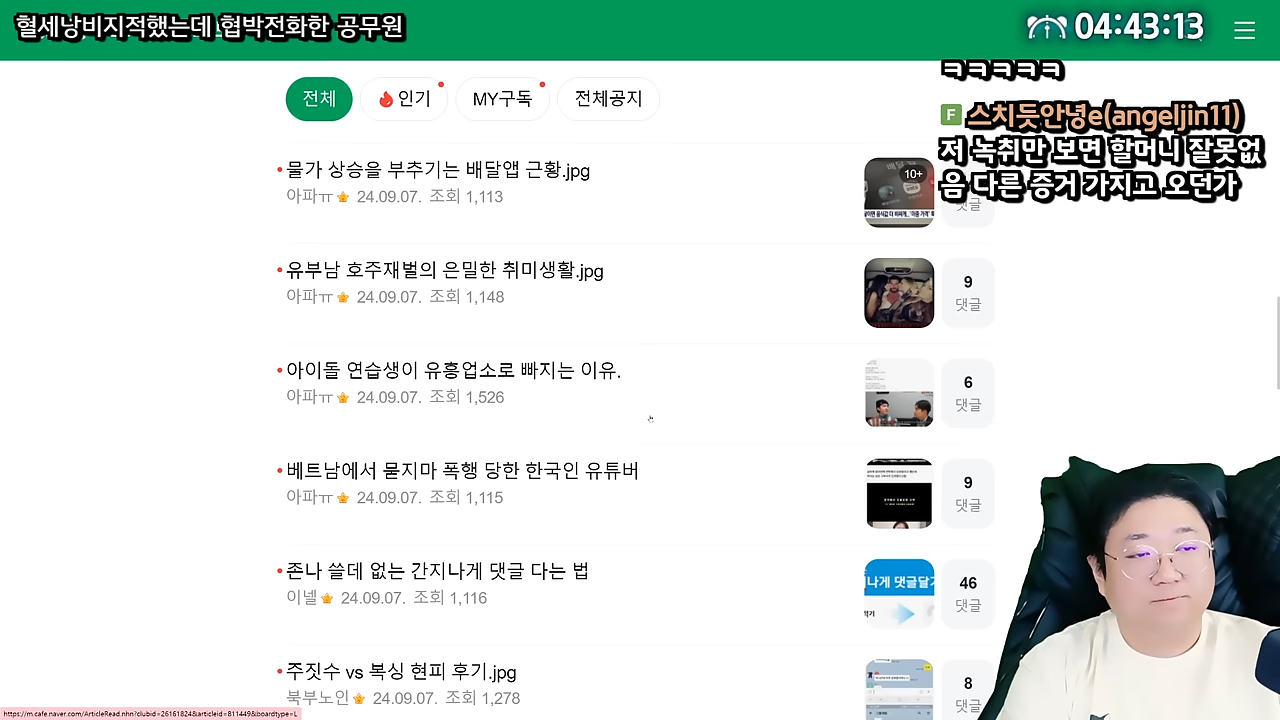 혈세낭비지적했는데 협박전화한 공무원
04:43:13
전체
인기
MY구독
전체공지
ㅋㅋㅋㅋㅋ
F 스치듯안녕e(angeljin11)
저 녹취만 보면 할머니 잘못없
음 다른 증거 가지고 오던가
물가 상승을 부추기는 배달앱 근황.jpg
아파ㅠ 24.09.07. 조회 1,113
10+
댓글
유부남 호주재벌의 은밀한 취미생활.jpg
아파ㅠ 24.09.07. 조회 1,148
9
댓글
아이돌 연습생이 유흥업소로 빠지는 이유.
아파ㅠ 24.09.07. 조회 1,526
6
댓글
베트남에서 묻지마 폭행 당한 한국인 유튜버
아파ㅠ 24.09.07. 조회 1,115
9
댓글
존나 쓸데 없는 간지나게 댓글 다는 법
이넬 24.09.07. 조회 1,116
나게 댓글달기
46
댓글
주짓수 vs 복싱 현피 후기.jpg
북부노인 24.09.07. 조회 1,278
8
댓글